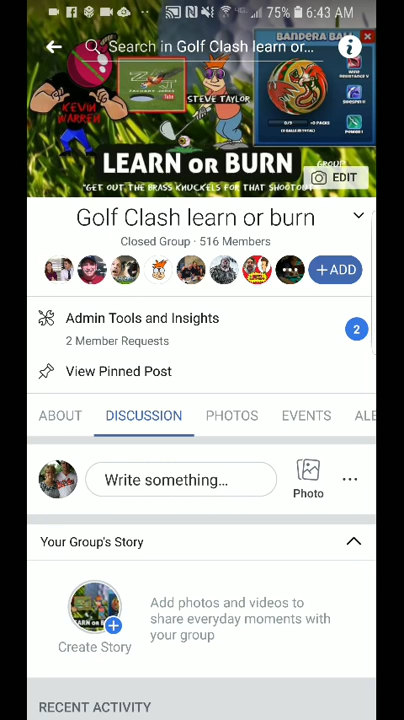 75% 6:43 AM
Search in Golf Clash learn or...
BANDERA BALL
KEVIN WARREN
STEVE TAYLOR
LEARN OR BURN
GROUP
"GET OUT THE BRASS KNUCKELS FOR THAT SHOOTOUT
EDIT
Golf Clash learn or burn
Closed Group · 516 Members
+ ADD
Admin Tools and Insights
2 Member Requests
2
View Pinned Post
ABOUT DISCUSSION PHOTOS EVENTS ALB
Write something...
Photo
Your Group's Story
Add photos and videos to
share everyday moments with
your group
Create Story
RECENT ACTIVITY